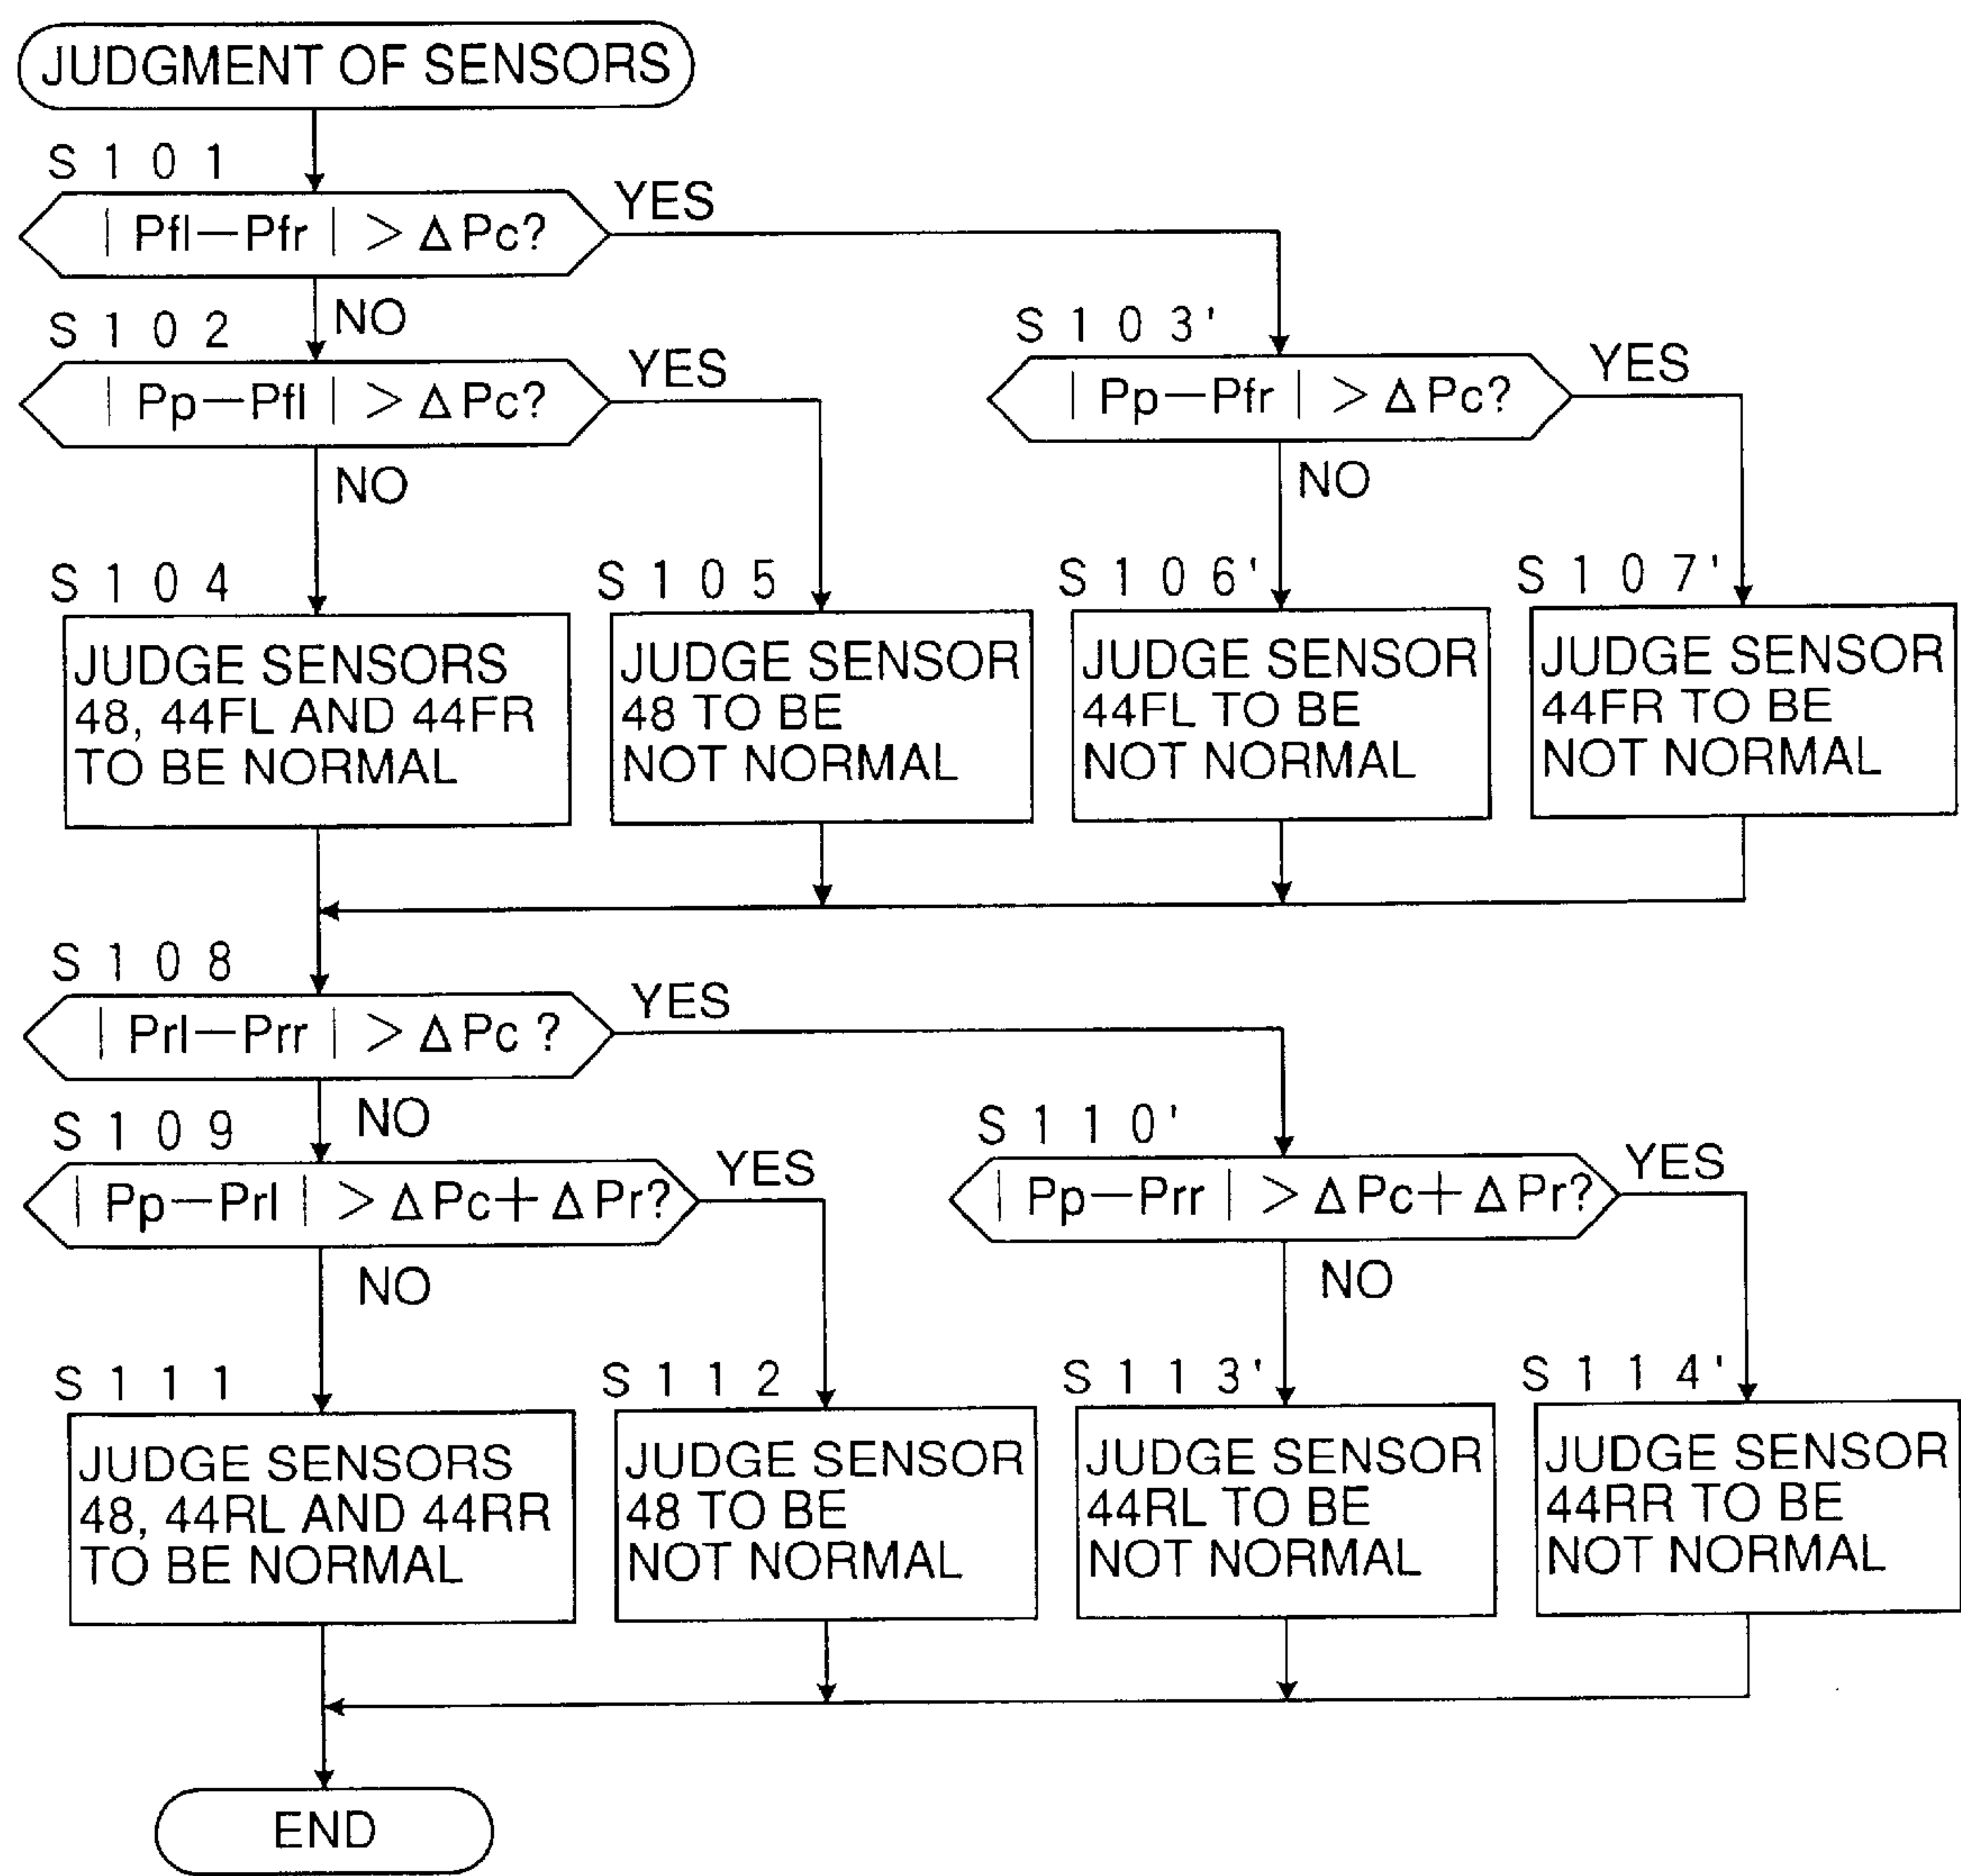 JUDGMENT OF SENSORS
S101
| Pfl－Pfr | > ΔPc?
YES
NO
S102
| Pp－Pfl | > ΔPc?
YES
NO
S103'
| Pp－Pfr | > ΔPc?
YES
NO
S104
JUDGE SENSORS
48, 44FL AND 44FR
TO BE NORMAL
S105
JUDGE SENSOR
48 TO BE
NOT NORMAL
S106'
JUDGE SENSOR
44FL TO BE
NOT NORMAL
S107'
JUDGE SENSOR
44FR TO BE
NOT NORMAL
S108
| Prl－Prr | > ΔPc ?
YES
NO
S109
| Pp－Prl | > ΔPc+ΔPr?
YES
NO
S110'
| Pp－Prr | > ΔPc+ΔPr?
YES
NO
S111
JUDGE SENSORS
48, 44RL AND 44RR
TO BE NORMAL
S112
JUDGE SENSOR
48 TO BE
NOT NORMAL
S113'
JUDGE SENSOR
44RL TO BE
NOT NORMAL
S114'
JUDGE SENSOR
44RR TO BE
NOT NORMAL
END